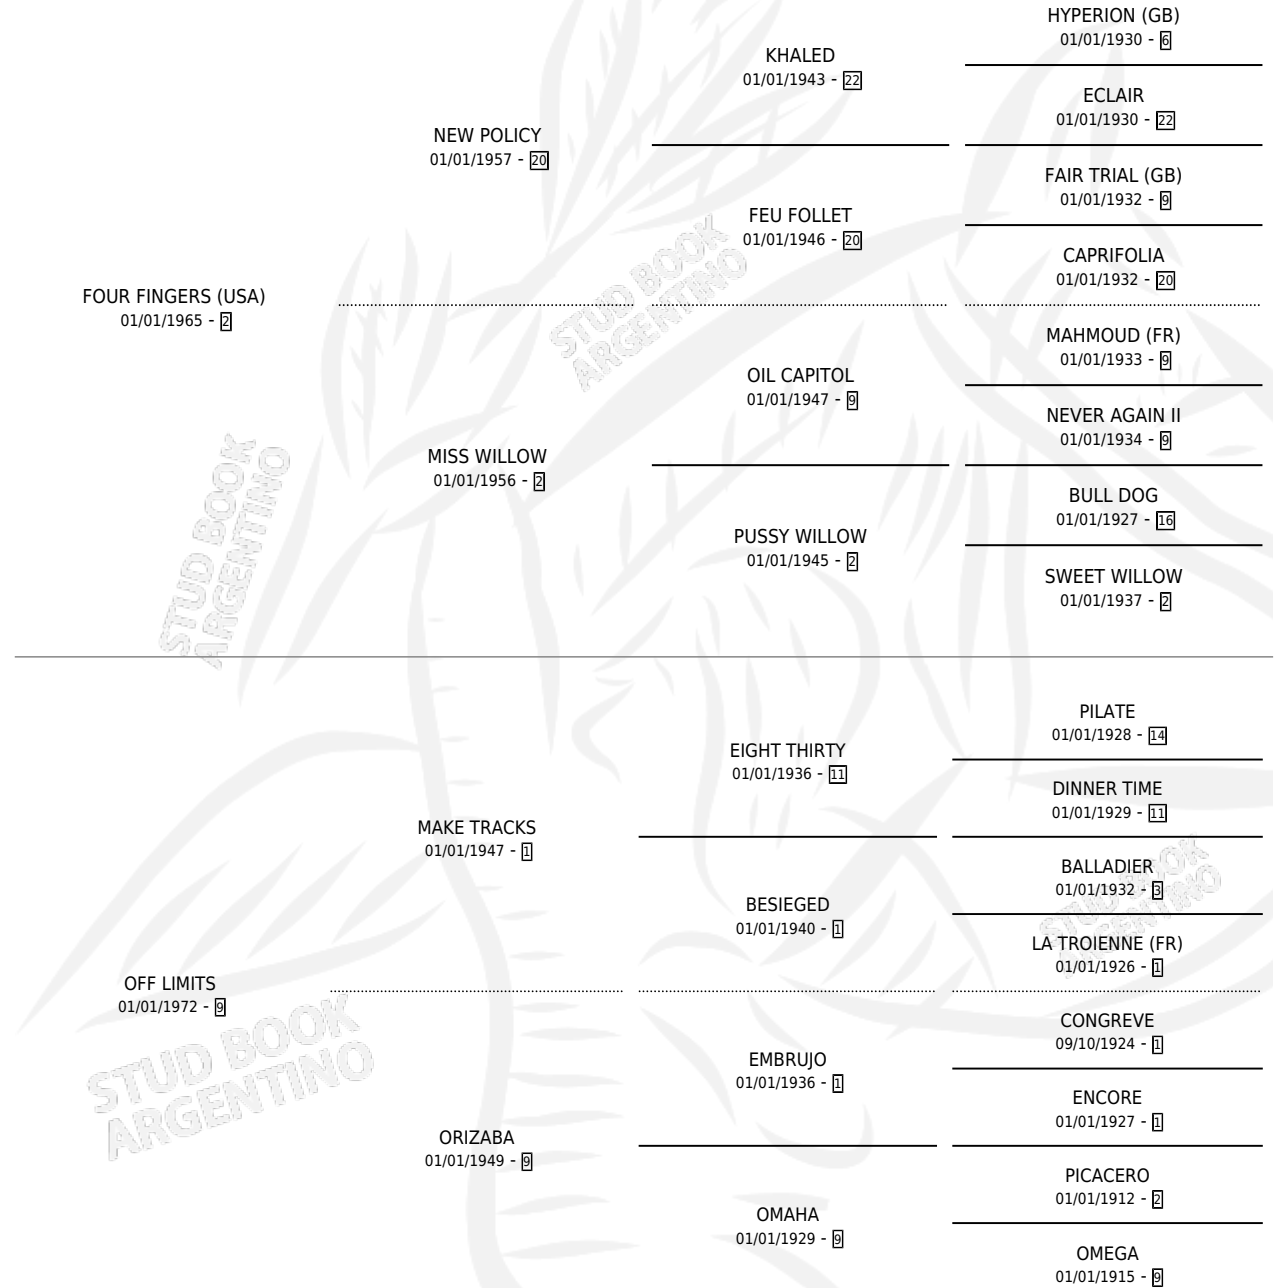 HYPERION (GB)
01/01/1930 - 6
KHALED
01/01/1943 - 22
ECLAIR
01/01/1930 - 22
NEW POLICY
01/01/1957 - 20
FAIR TRIAL (GB)
01/01/1932 - 9
FEU FOLLET
01/01/1946 - 20
CAPRIFOLIA
01/01/1932 - 20
FOUR FINGERS (USA)
01/01/1965 - 2
MAHMOUD (FR)
01/01/1933 - 9
OIL CAPITOL
01/01/1947 - 9
NEVER AGAIN II
01/01/1934 - 9
MISS WILLOW
01/01/1956 - 2
BULL DOG
01/01/1927 - 16
PUSSY WILLOW
01/01/1945 - 2
SWEET WILLOW
01/01/1937 - 2
PILATE
01/01/1928 - 14
EIGHT THIRTY
01/01/1936 - 11
DINNER TIME
01/01/1929 - 11
MAKE TRACKS
01/01/1947 - 1
BALLADIER
01/01/1932 - 3
BESIEGED
01/01/1940 - 1
LA TROIENNE (FR)
01/01/1926 - 1
OFF LIMITS
01/01/1972 - 9
CONGREVE
09/10/1924 - 1
EMBRUJO
01/01/1936 - 1
ENCORE
01/01/1927 - 1
ORIZABA
01/01/1949 - 9
PICACERO
01/01/1912 - 2
OMAHA
01/01/1929 - 9
OMEGA
01/01/1915 - 9
STUD BOOK
ARGENTINO
STUD BOOK
ARGENTINO
STUD BOOK
ARGENTINO
STUD BOOK
ARGENTINO